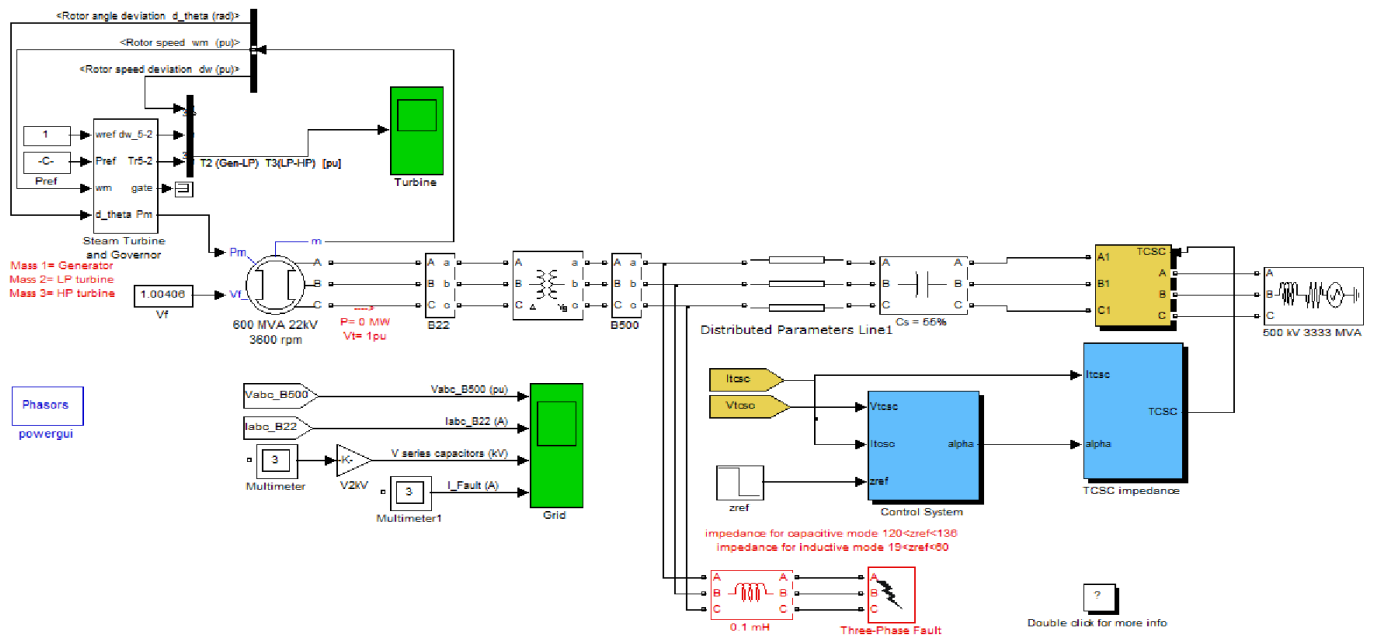 <Rotor angle deviation d_theta (rad)>
<Rotor speed wm (pu)>
<Rotor speed deviation dw (pu)>
1
-C-
Pref
wref dw_5-2
Pref Tr5-2
wm gate
d_theta Pm
Steam Turbine
and Governor
T2 (Gen-LP) T3(LP-HP) [pu]
Turbine
Mass 1= Generator
Mass 2= LP turbine
Mass 3= HP turbine
1.00406
Vf
Pm
Vf
m
A
B
C
600 MVA 22kV
3600 rpm
P= 0 MW
Vt= 1pu
A a
B b
C c
B22
A a
B b
C c
A a
B b
C c
B500
Distributed Parameters Line1
A A
B B
C C
Cs = 55%
TCSC
A1 A
B1 B
C1 C
A
B
C
500 kV 3333 MVA
Phasors
powergui
Vabc_B500
Iabc_B22
3
Multimeter
-K-
V2kV
3
Multimeter1
Vabc_B500 (pu)
Iabc_B22 (A)
V series capacitors (kV)
I_Fault (A)
Grid
Itcsc
Vtcsc
Vtcsc
Itcsc alpha
zref
Control System
zref
Itcsc
TCSC
alpha
TCSC impedance
impedance for capacitive mode 120<zref<136
impedance for inductive mode 19<zref<60
A A
B B
C C
0.1 mH
A
B
C
Three-Phase Fault
?
Double click for more info